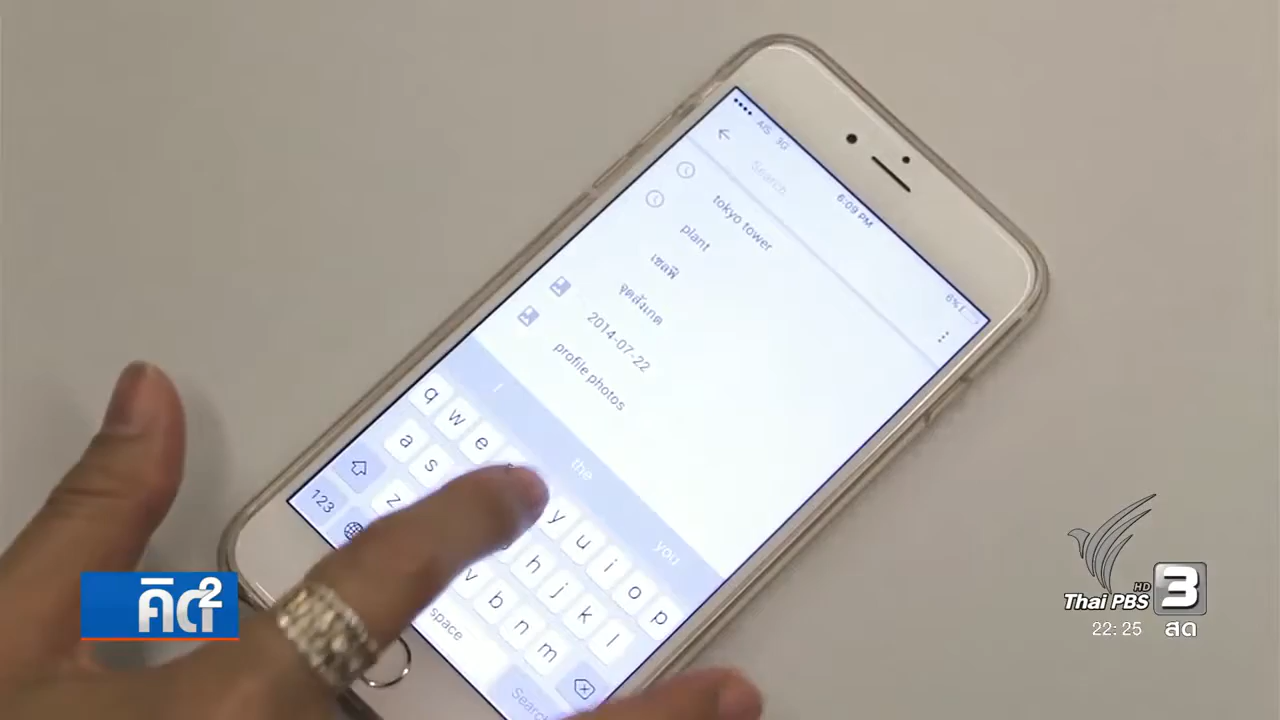 AIS 3G
6:09 PM
6%
Search
tokyo tower
plant
เซลฟี่
จุดสังเกต
2014-07-22
profile photos
I
the
you
q w e y u i o p
a s h j k l
z v b n m
123
space
Search
คิด2
HD
Thai PBS 3
22:25 สด